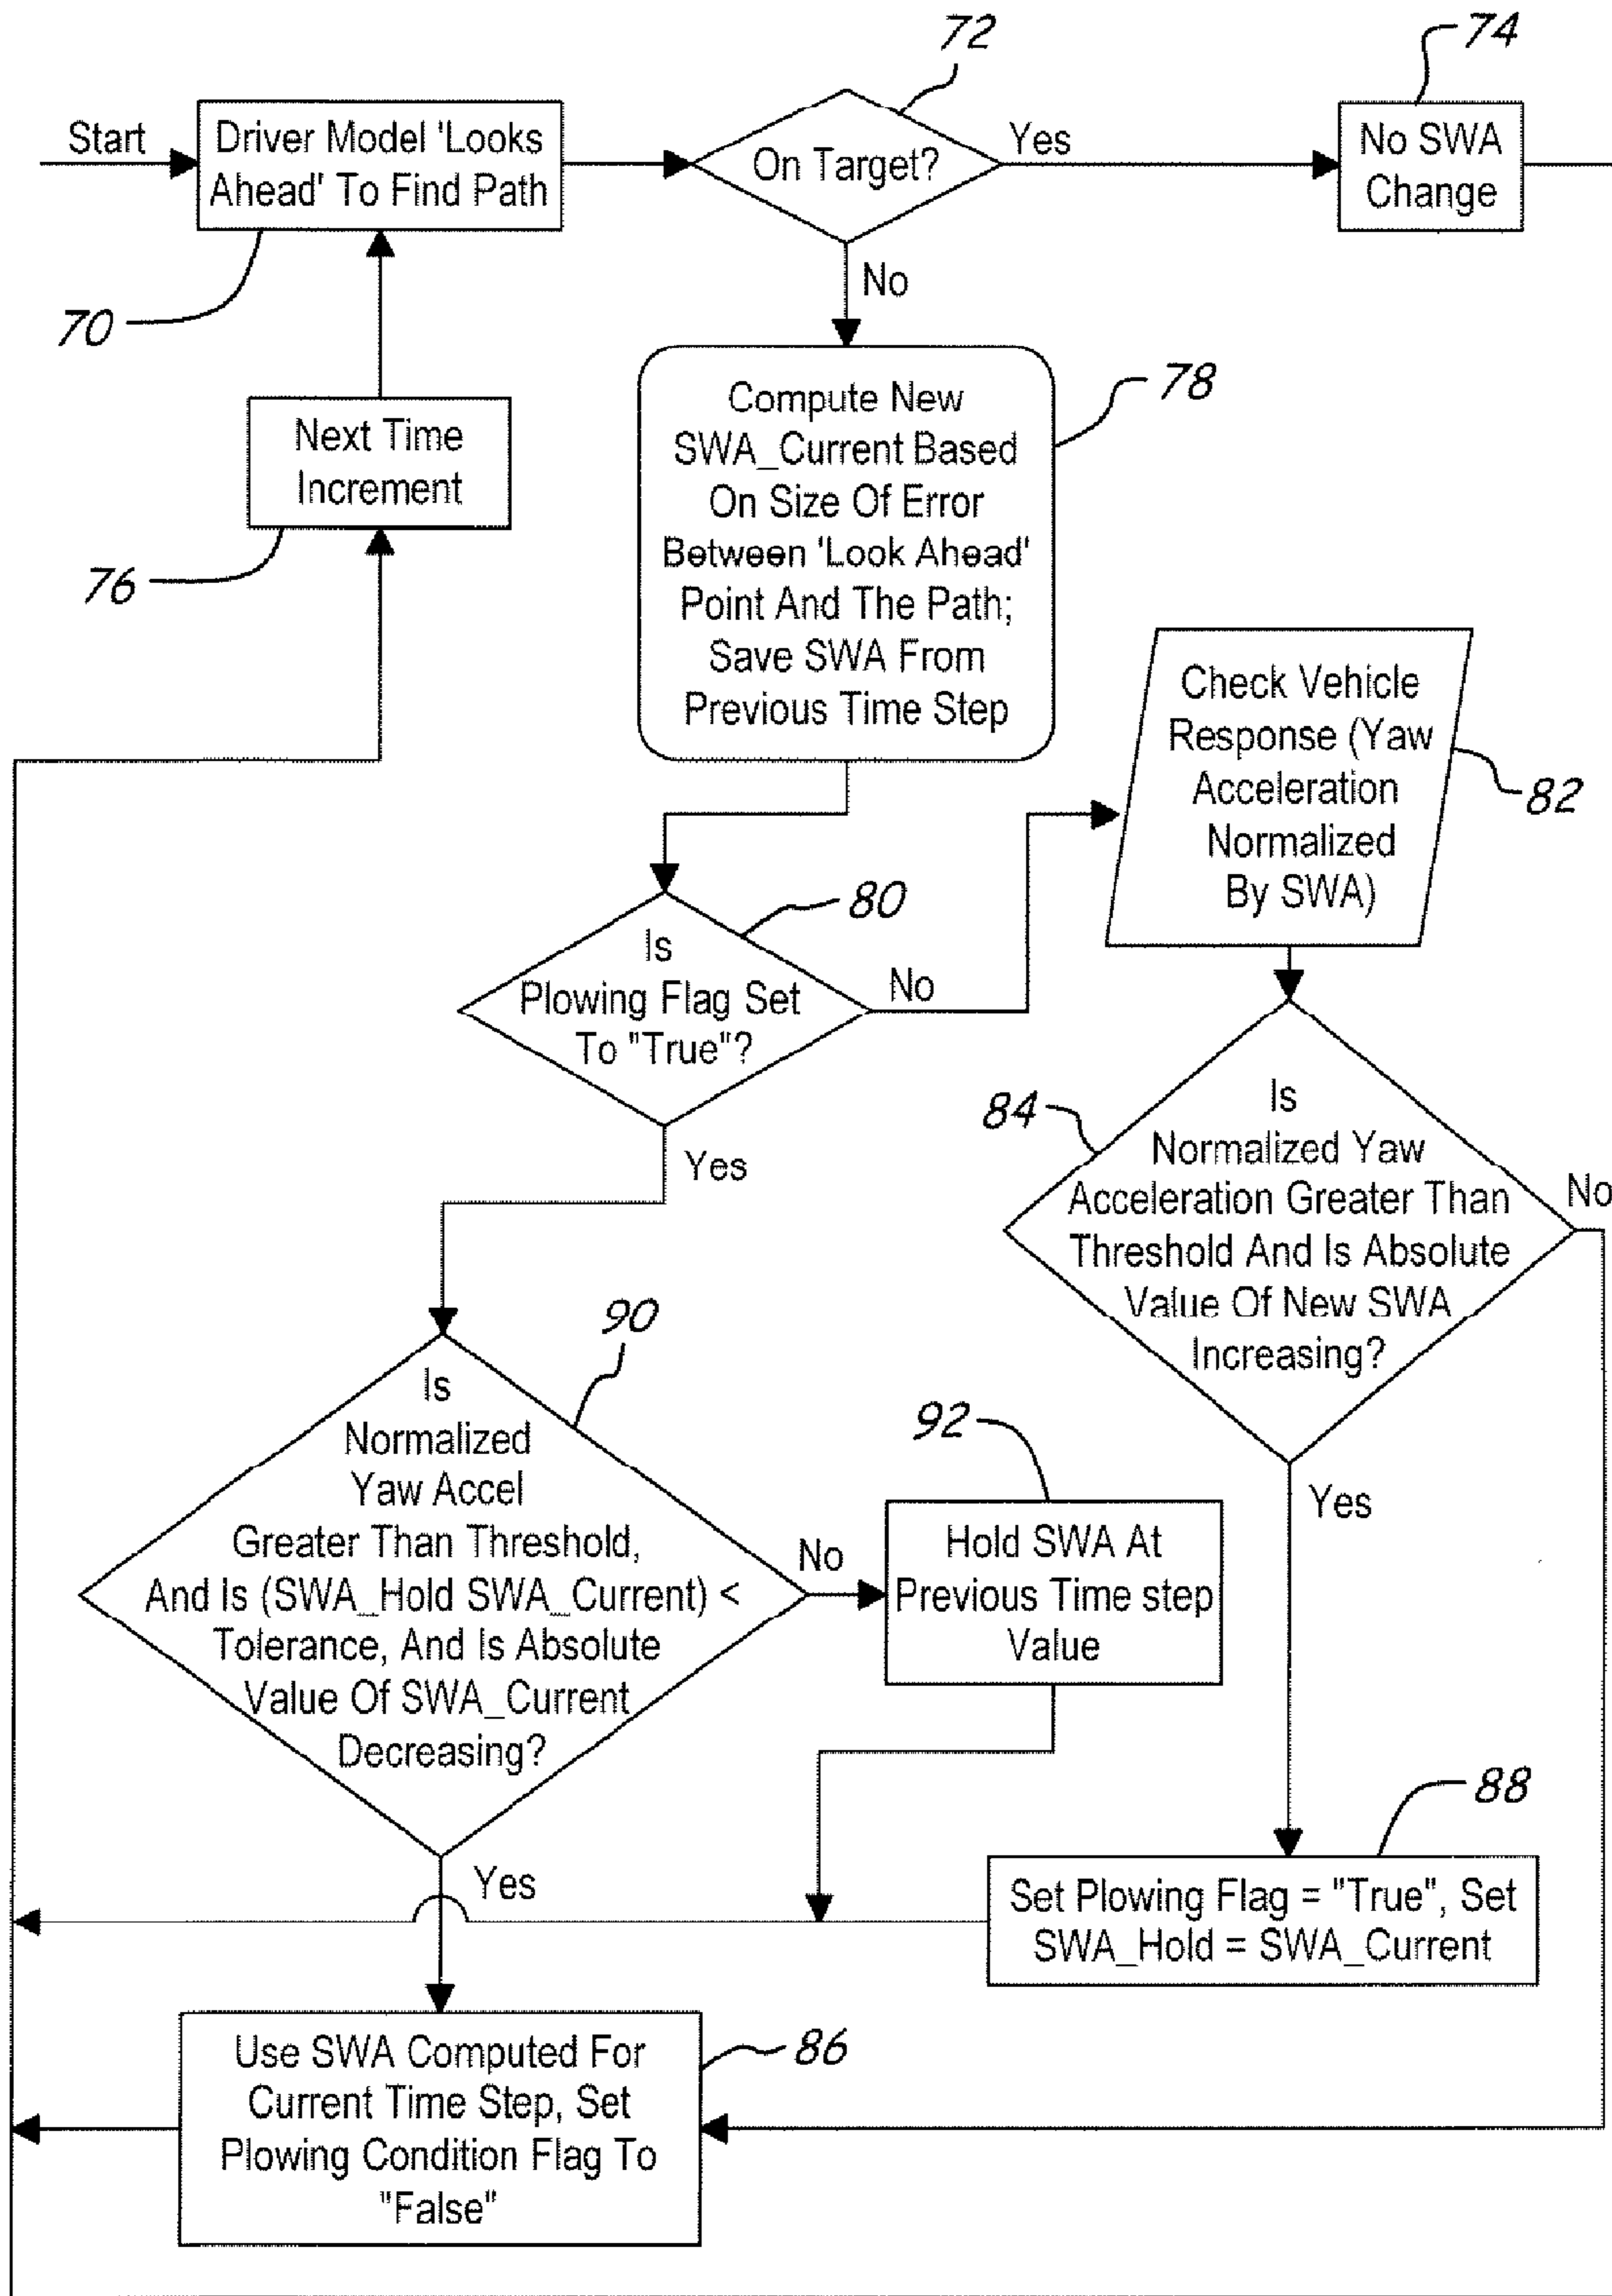 72
74
Start
Driver Model 'Looks
Ahead' To Find Path
On Target?
Yes
No SWA
Change
70
No
Next Time
Increment
76
Compute New
SWA_Current Based
On Size Of Error
Between 'Look Ahead'
Point And The Path;
Save SWA From
Previous Time Step
78
Check Vehicle
Response (Yaw
Acceleration
Normalized
By SWA)
82
80
Is
Plowing Flag Set
To "True"?
No
Yes
84
Is
Normalized Yaw
Acceleration Greater Than
Threshold And Is Absolute
Value Of New SWA
Increasing?
No
Yes
90
Is
Normalized
Yaw Accel
Greater Than Threshold,
And Is (SWA_Hold SWA_Current) <
Tolerance, And Is Absolute
Value Of SWA_Current
Decreasing?
No
92
Hold SWA At
Previous Time step
Value
Yes
88
Set Plowing Flag = "True", Set
SWA_Hold = SWA_Current
Use SWA Computed For
Current Time Step, Set
Plowing Condition Flag To
"False"
86